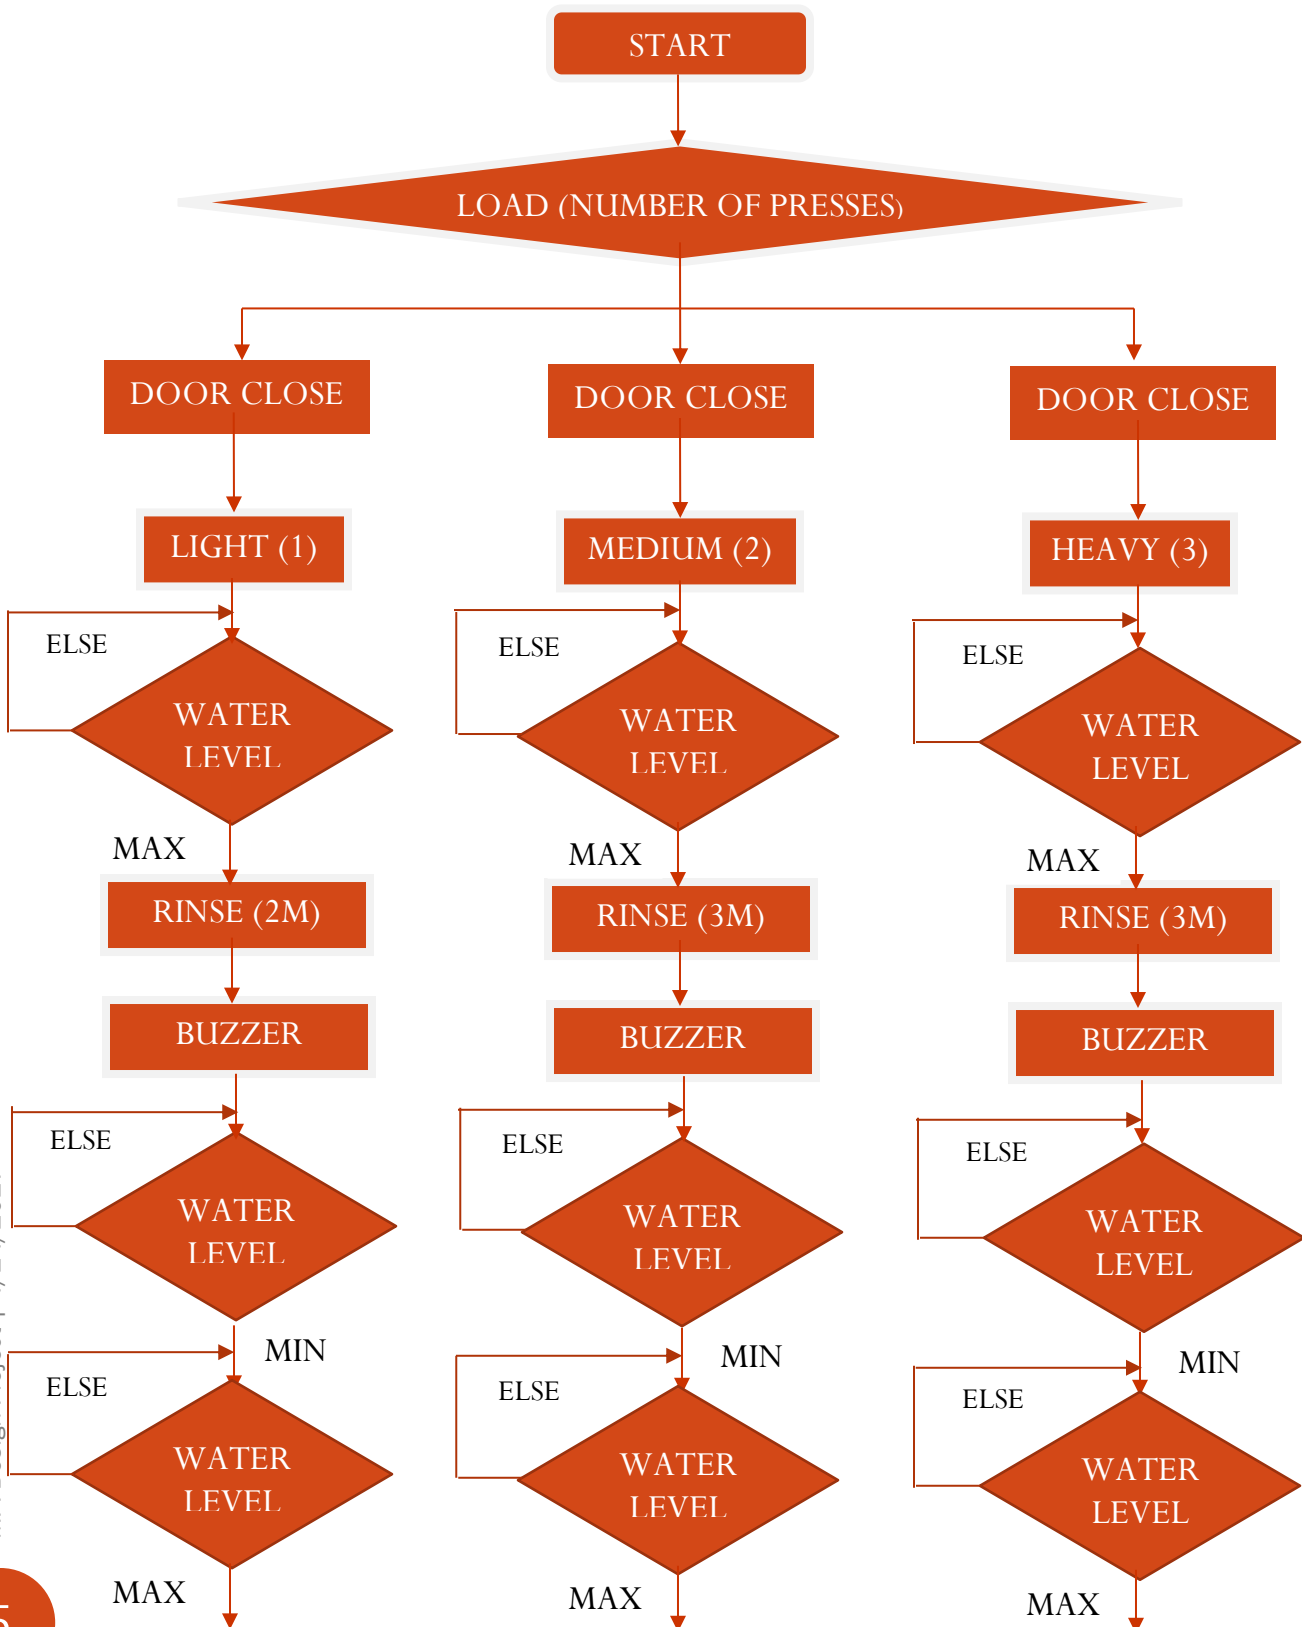 START
LOAD (NUMBER OF PRESSES)
DOOR CLOSE
DOOR CLOSE
DOOR CLOSE
LIGHT (1)
MEDIUM (2)
HEAVY (3)
ELSE
ELSE
ELSE
WATER
LEVEL
WATER
LEVEL
WATER
LEVEL
MAX
MAX
MAX
RINSE (2M)
RINSE (3M)
RINSE (3M)
BUZZER
BUZZER
BUZZER
ELSE
ELSE
ELSE
WATER
LEVEL
WATER
LEVEL
WATER
LEVEL
MIN
MIN
MIN
ELSE
ELSE
ELSE
WATER
LEVEL
WATER
LEVEL
WATER
LEVEL
MAX
MAX
MAX